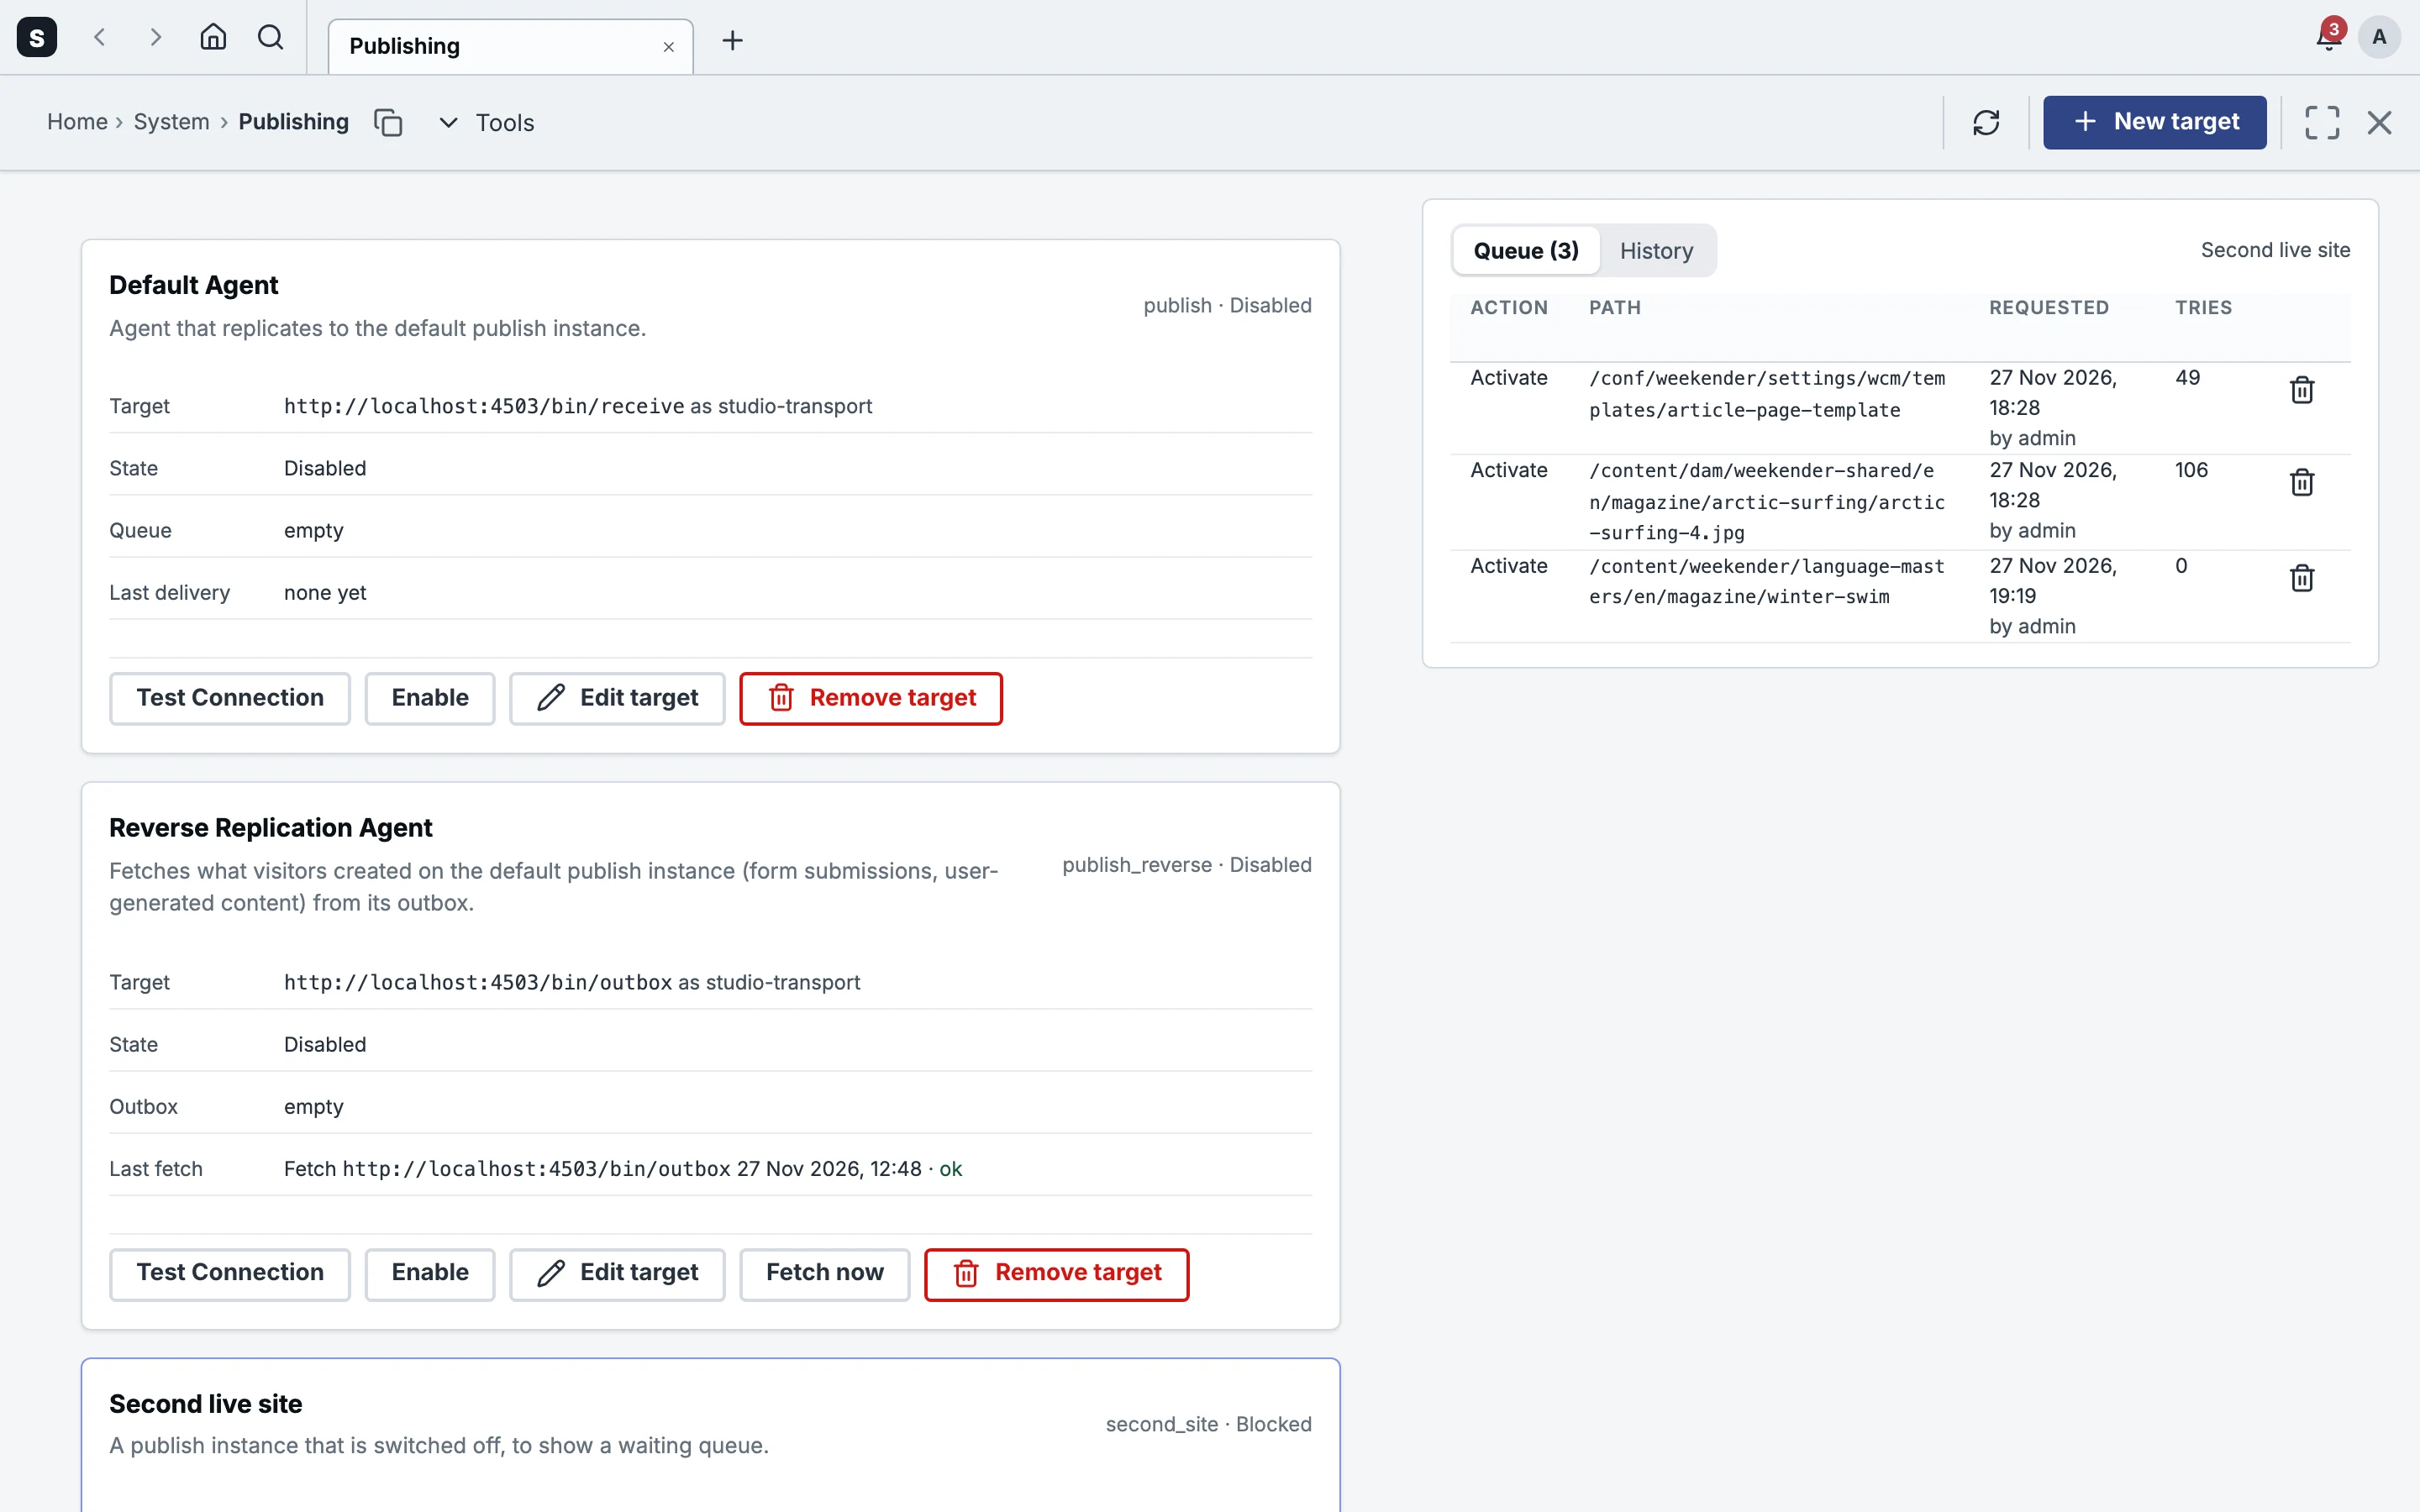 S
Publishing
3
A
Home › System › Publishing
Tools
New target
Default Agent
Agent that replicates to the default publish instance.
publish · Disabled
Target http://localhost:4503/bin/receive as studio-transport
State Disabled
Queue empty
Last delivery none yet
Test Connection Enable Edit target Remove target
Reverse Replication Agent
Fetches what visitors created on the default publish instance (form submissions, user-
generated content) from its outbox.
publish_reverse · Disabled
Target http://localhost:4503/bin/outbox as studio-transport
State Disabled
Outbox empty
Last fetch Fetch http://localhost:4503/bin/outbox 27 Nov 2026, 12:48 · ok
Test Connection Enable Edit target Fetch now Remove target
Second live site
A publish instance that is switched off, to show a waiting queue.
second_site · Blocked
Queue (3) History Second live site
ACTION PATH REQUESTED TRIES
Activate /conf/weekender/settings/wcm/tem 27 Nov 2026, 49
plates/article-page-template 18:28
by admin
Activate /content/dam/weekender-shared/e 27 Nov 2026, 106
n/magazine/arctic-surfing/arctic 18:28
-surfing-4.jpg by admin
Activate /content/weekender/language-mast 27 Nov 2026, 0
ers/en/magazine/winter-swim 19:19
by admin